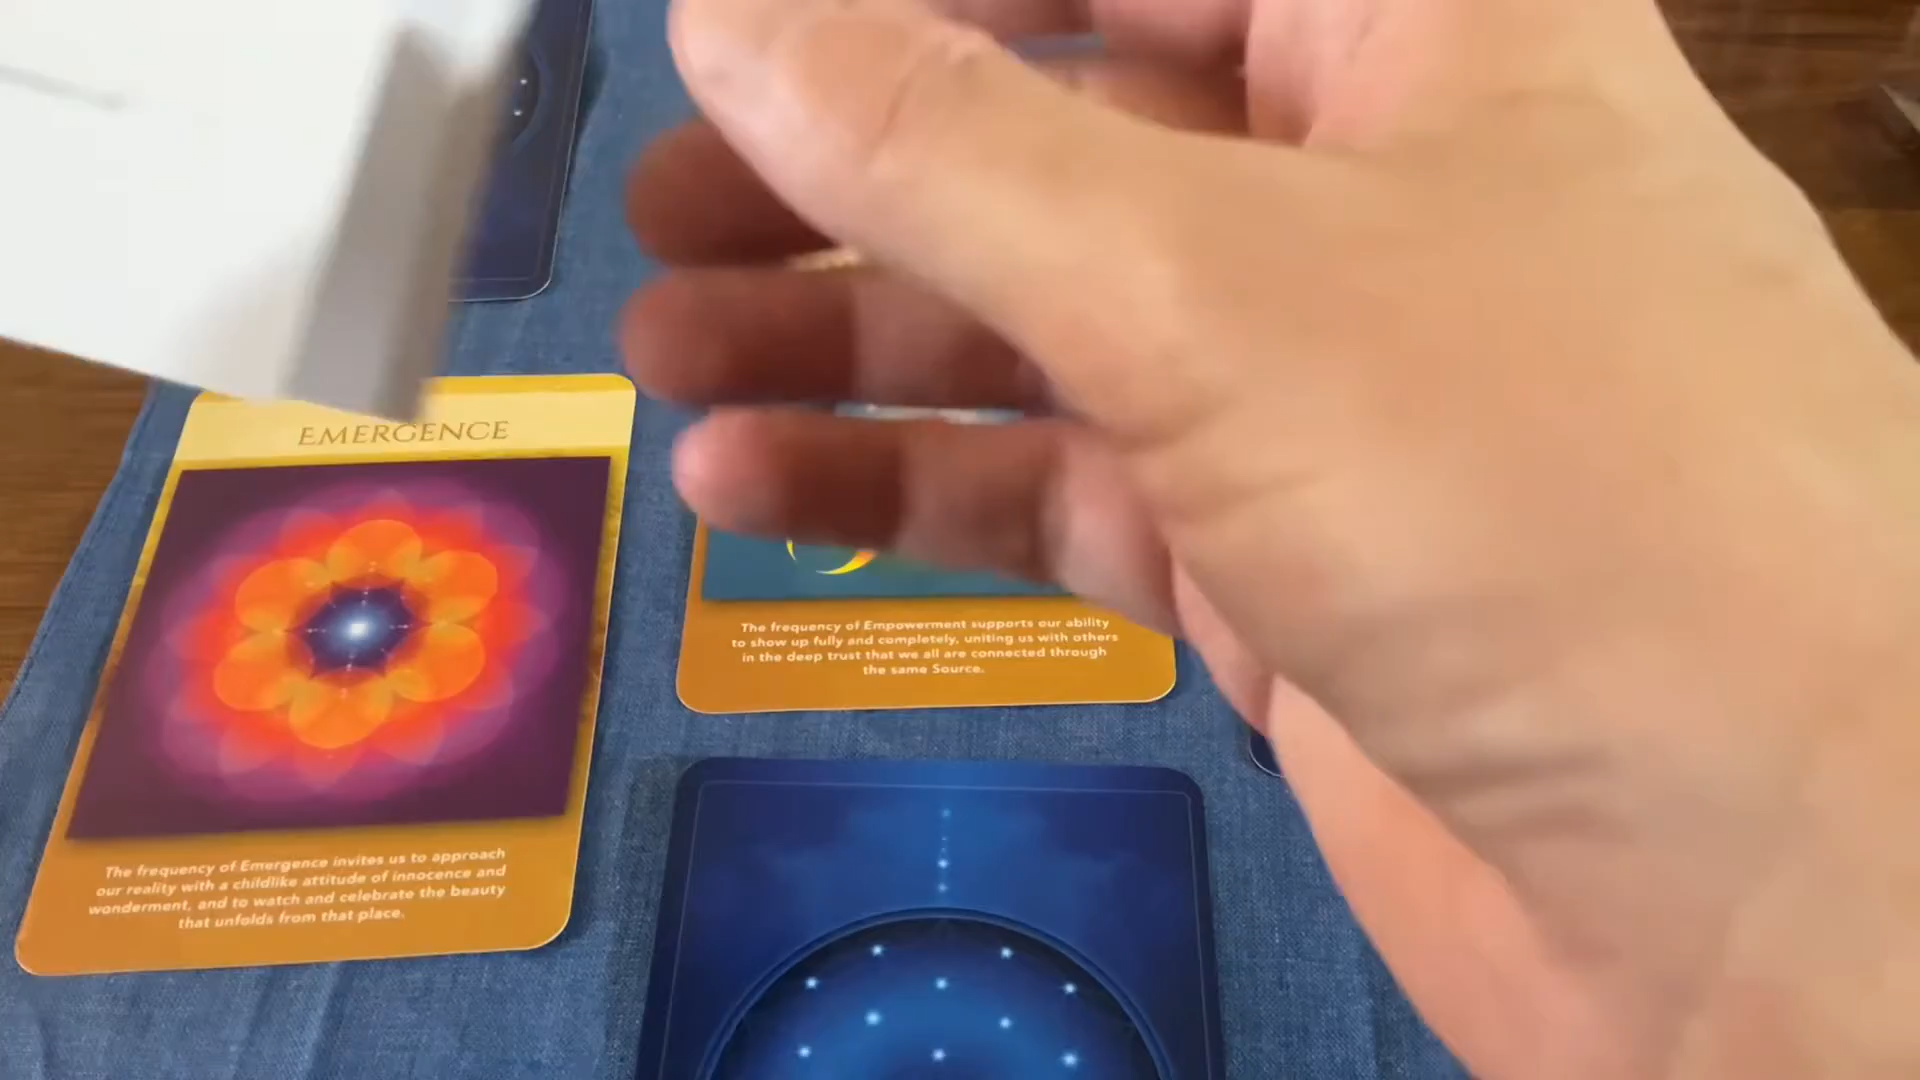 EMERGENCE
The frequency of Emergence invites us to approach
our reality with a childlike attitude of innocence and
wonderment, and to watch and celebrate the beauty
that unfolds from that place.
The frequency of Empowerment supports our ability
to show up fully and completely, uniting us with others
in the deep trust that we all are connected through
the same Source.